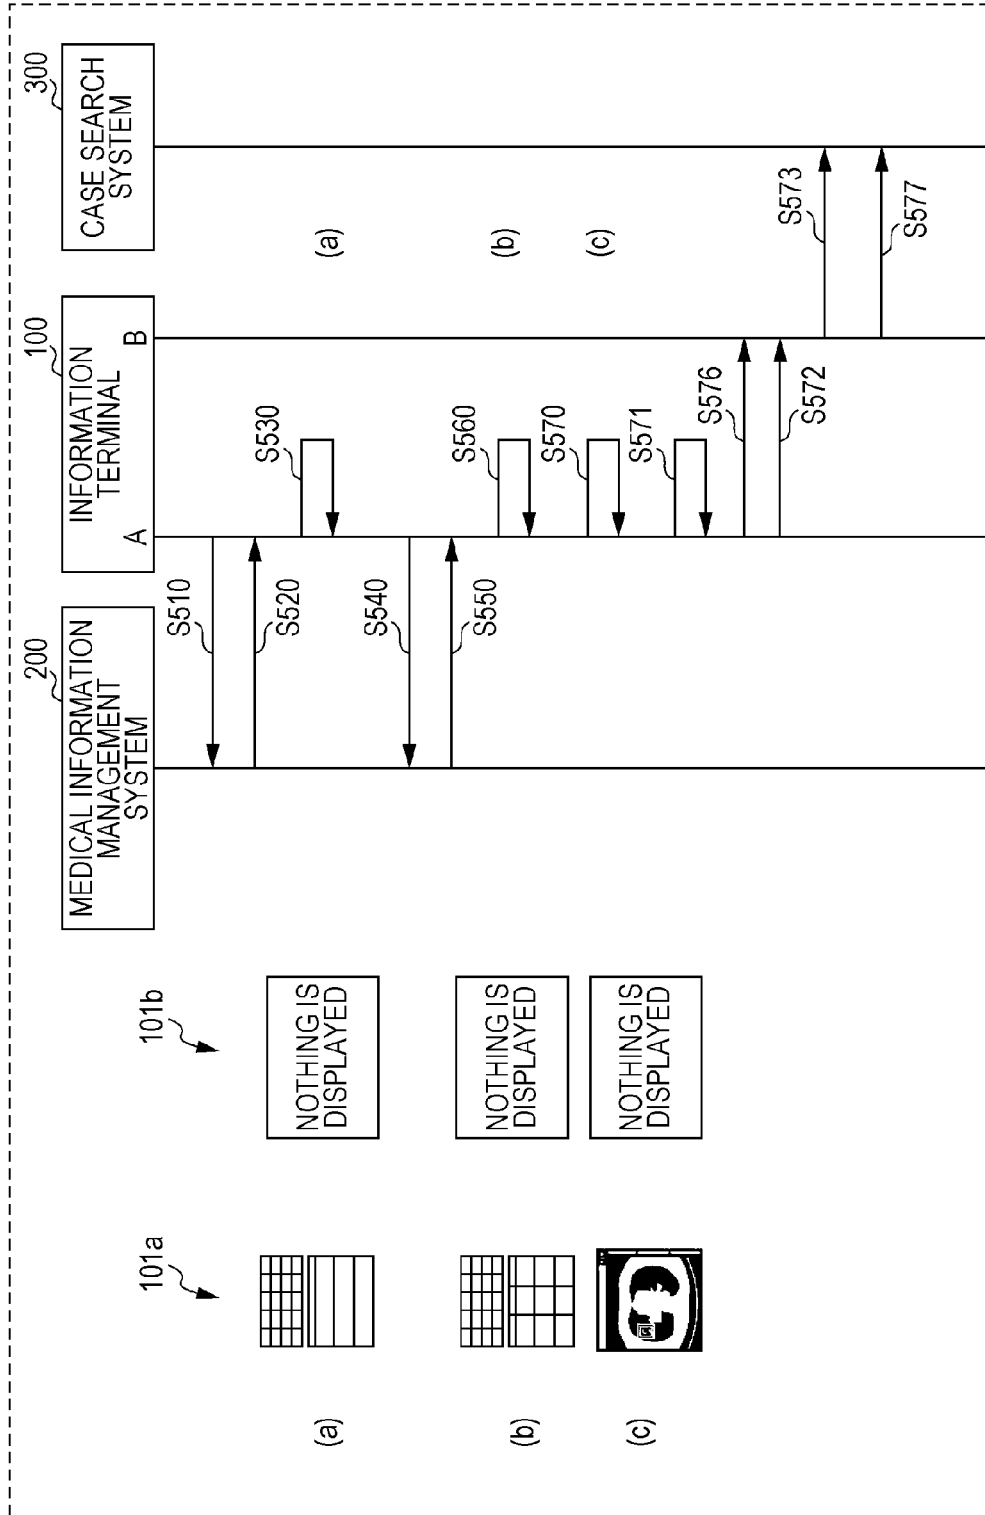 101a
101b
200
MEDICAL INFORMATION
MANAGEMENT
SYSTEM
100
INFORMATION
TERMINAL
A
B
300
CASE SEARCH
SYSTEM
S510
S520
(a)
NOTHING IS
DISPLAYED
S530
(a)
S540
S550
(b)
NOTHING IS
DISPLAYED
S560
(b)
(c)
NOTHING IS
DISPLAYED
S570
(c)
S571
S576
S572
S573
S577